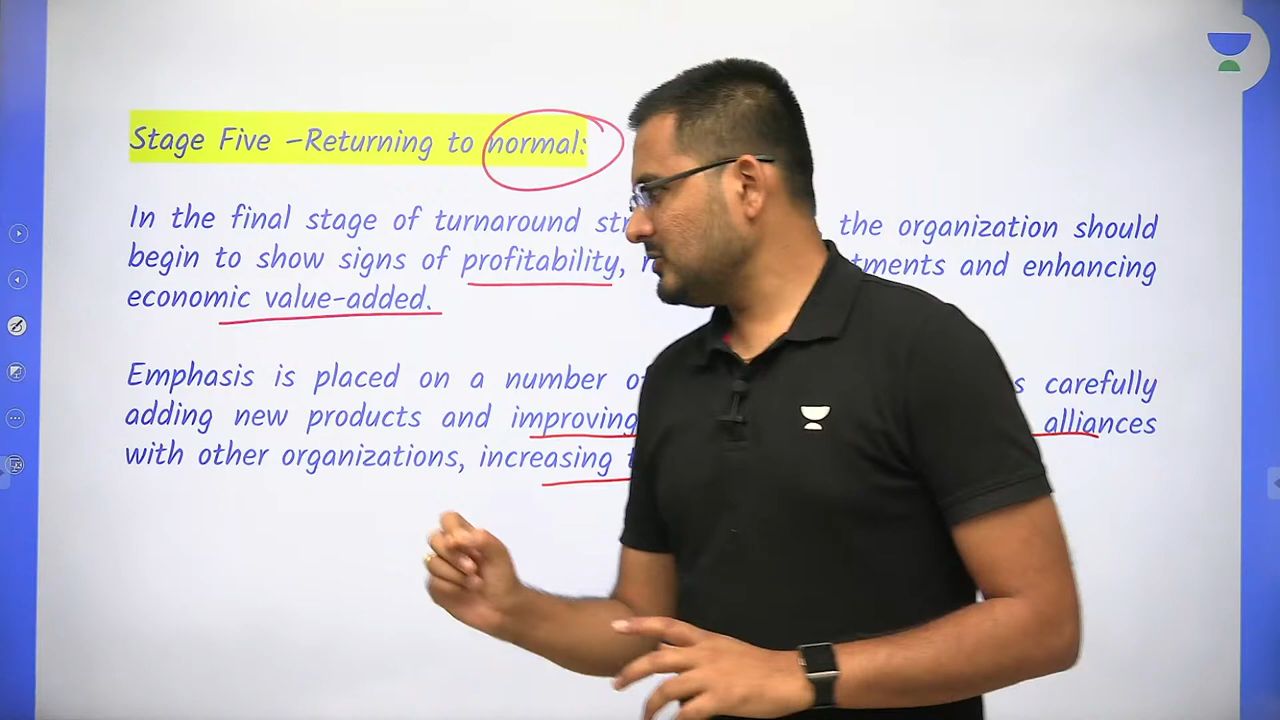 Stage Five –Returning to normal:
In the final stage of turnaround the organization should
begin to show signs of profitability, and enhancing
economic value-added.
Emphasis is placed on a number carefully
adding new products and improving alliances
with other organizations, increasing